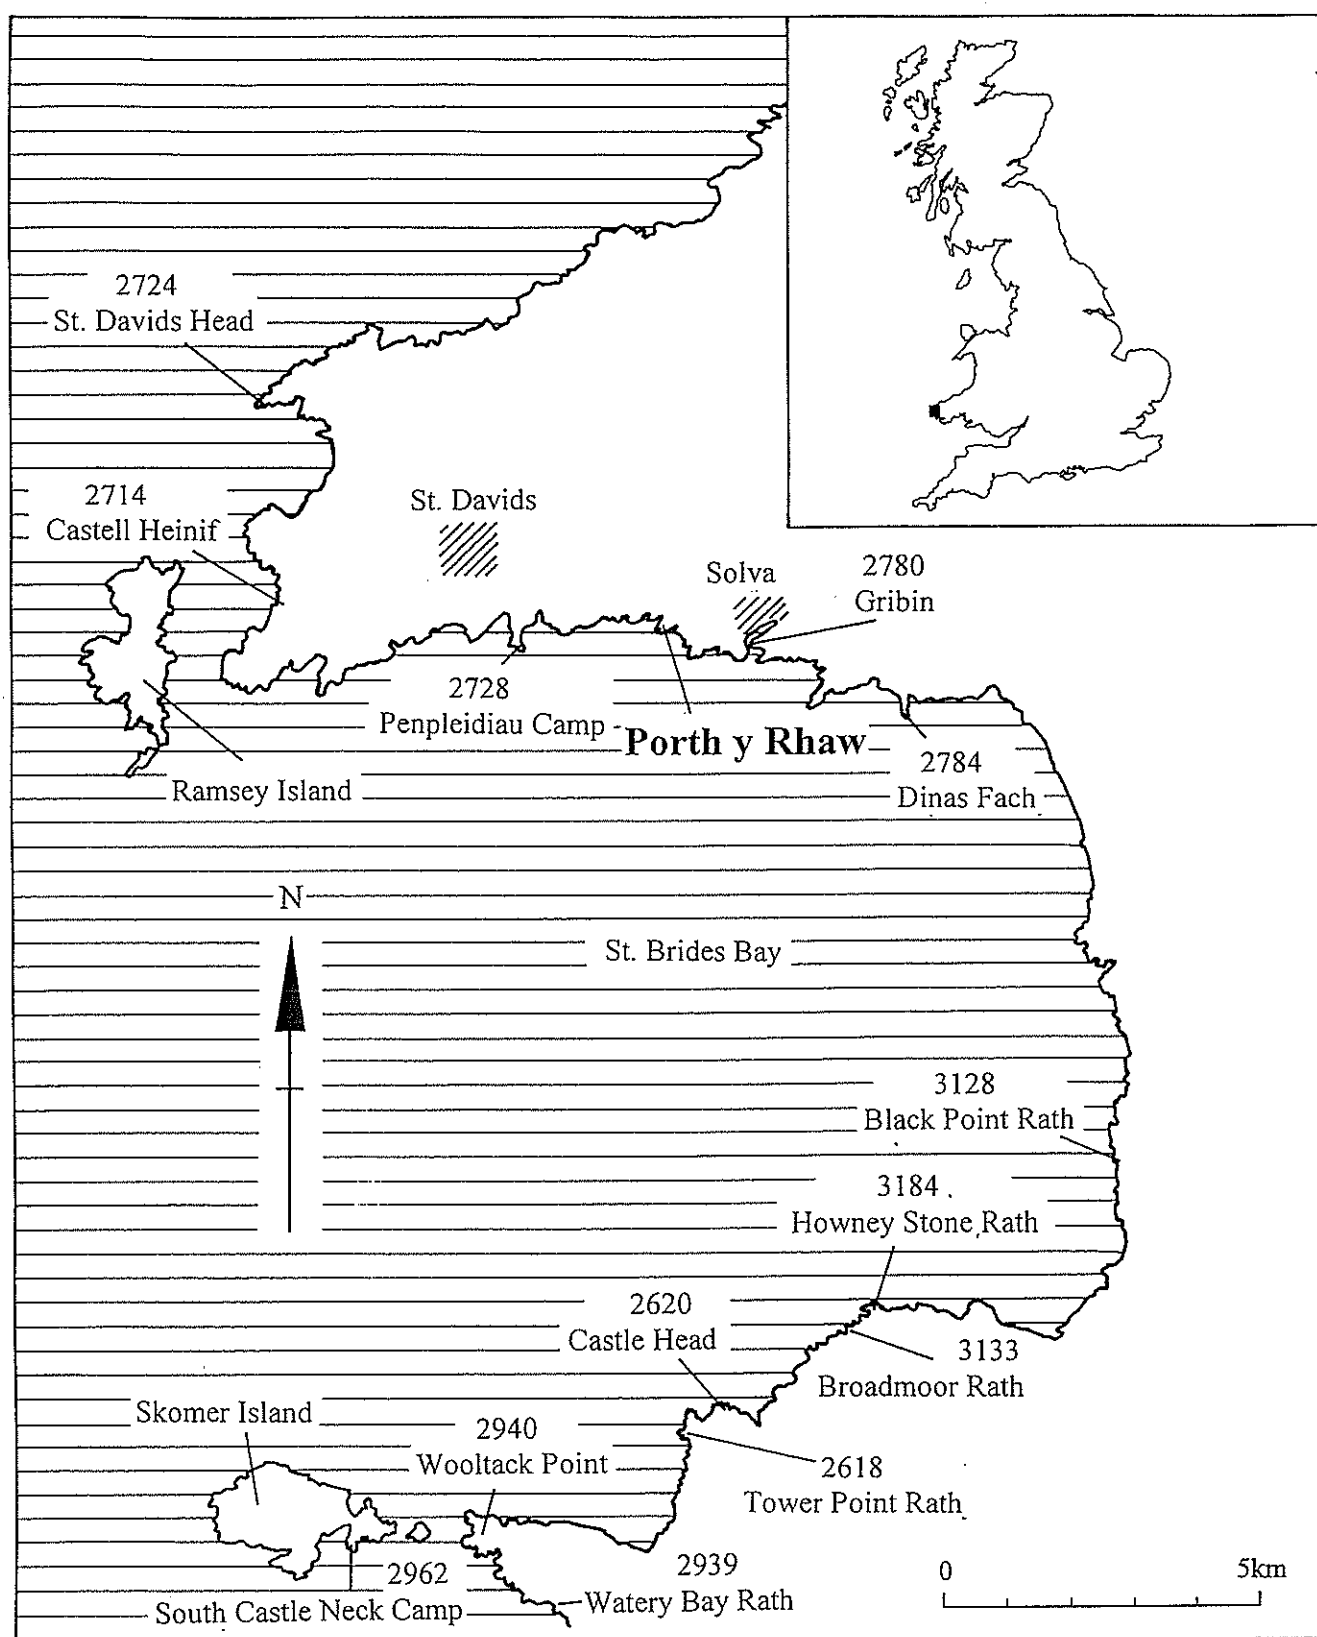 2724
St. Davids Head
2714
Castell Heinif
St. Davids
Solva
2780
Gribin
2728
Penpleidiau Camp
Porth y Rhaw
2784
Dinas Fach
Ramsey Island
N
St. Brides Bay
3128
Black Point Rath
3184
Howney Stone Rath
2620
Castle Head
3133
Broadmoor Rath
Skomer Island
2940
Wooltack Point
2618
Tower Point Rath
2962
South Castle Neck Camp
2939
Watery Bay Rath
0 5km